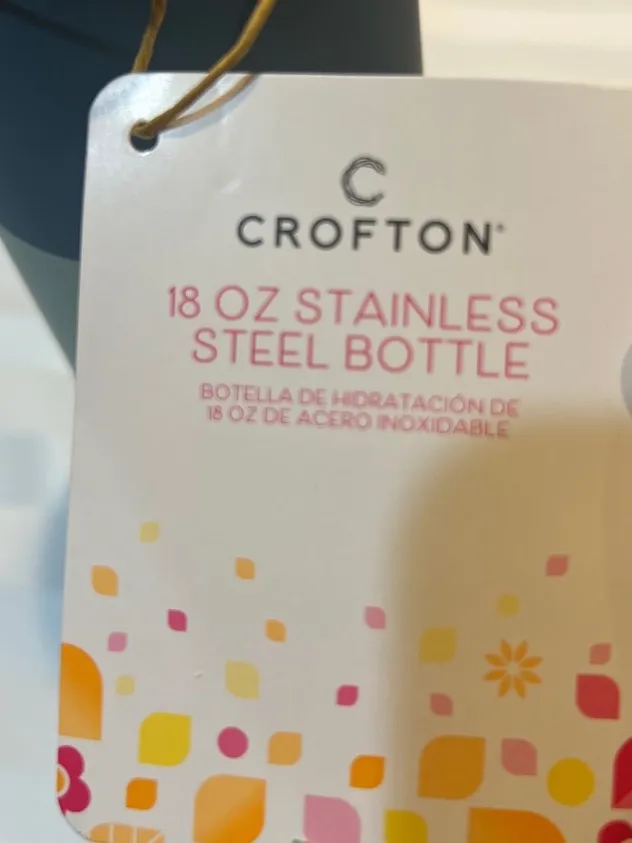 CROFTON®
18 OZ STAINLESS
STEEL BOTTLE
BOTELLA DE HIDRATACIÓN DE
18 OZ DE ACERO INOXIDABLE